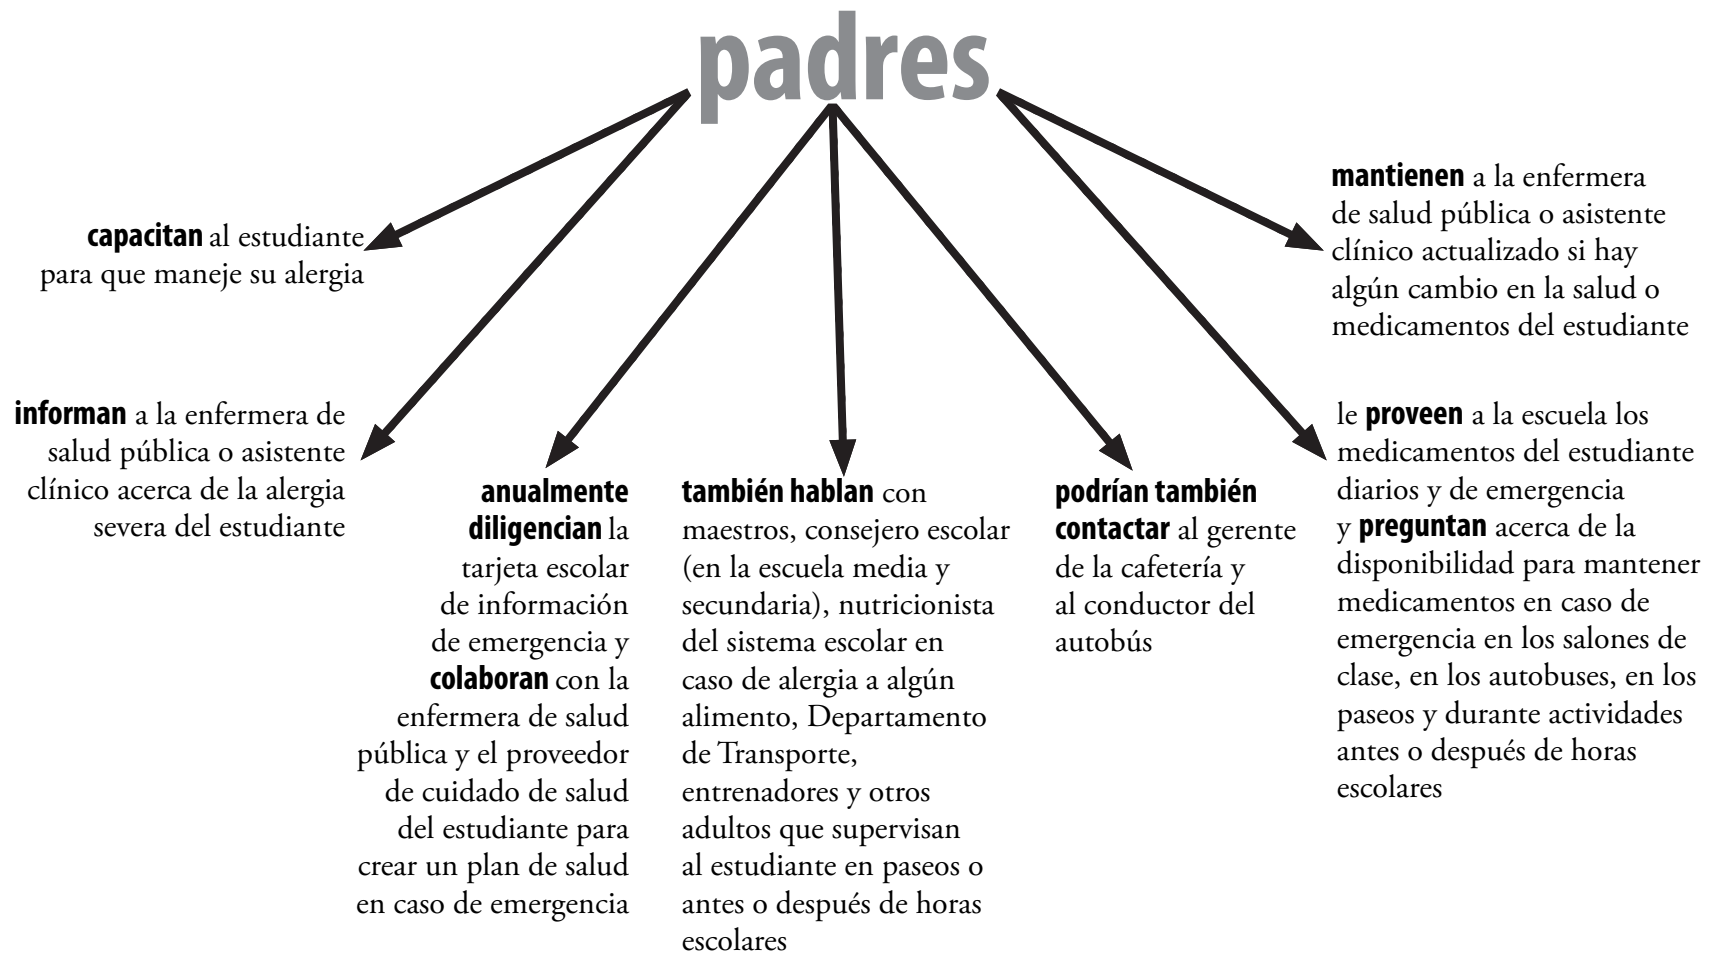 padres
capacitan al estudiante
para que maneje su alergia
informan a la enfermera de
salud pública o asistente
clínico acerca de la alergia
severa del estudiante
anualmente
diligencian la
tarjeta escolar
de información
de emergencia y
colaboran con la
enfermera de salud
pública y el proveedor
de cuidado de salud
del estudiante para
crear un plan de salud
en caso de emergencia
también hablan con
maestros, consejero escolar
(en la escuela media y
secundaria), nutricionista
del sistema escolar en
caso de alergia a algún
alimento, Departamento
de Transporte,
entrenadores y otros
adultos que supervisan
al estudiante en paseos o
antes o después de horas
escolares
podrían también
contactar al gerente
de la cafetería y
al conductor del
autobús
mantienen a la enfermera
de salud pública o asistente
clínico actualizado si hay
algún cambio en la salud o
medicamentos del estudiante
le proveen a la escuela los
medicamentos del estudiante
diarios y de emergencia
y preguntan acerca de la
disponibilidad para mantener
medicamentos en caso de
emergencia en los salones de
clase, en los autobuses, en los
paseos y durante actividades
antes o después de horas
escolares